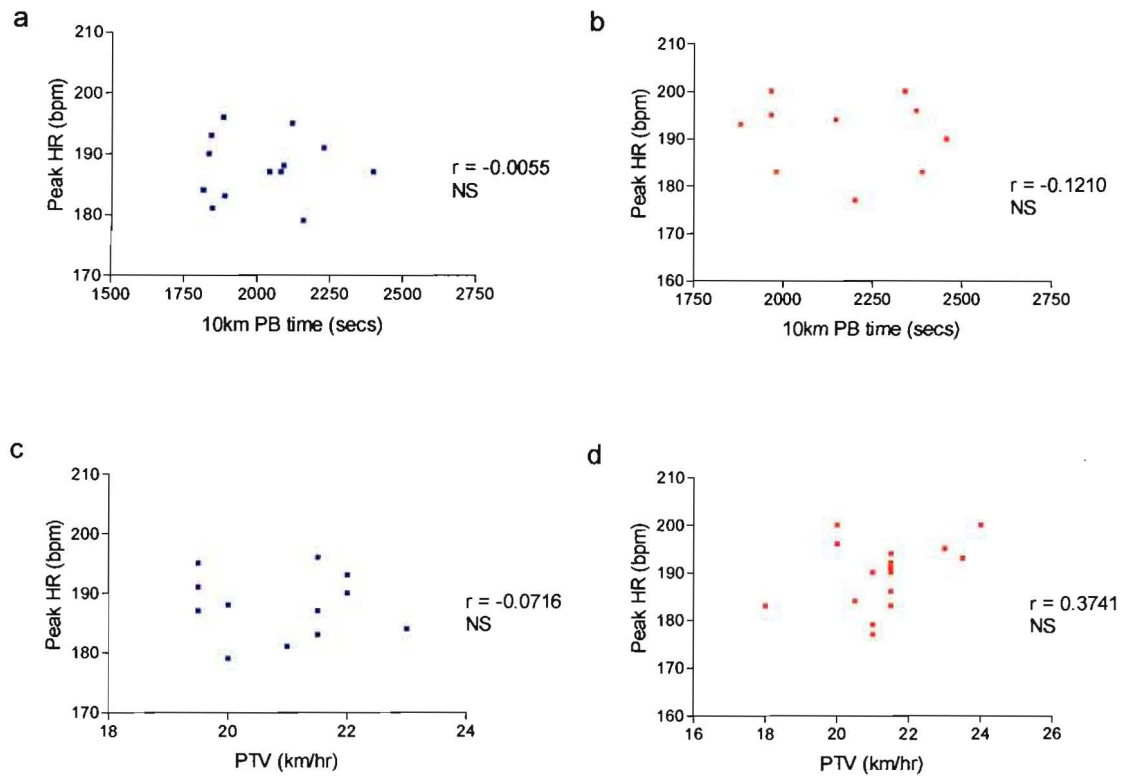 a
210
200
190
180
170
Peak HR (bpm)
1500 1750 2000 2250 2500 2750
10km PB time (secs)
r = -0.0055
NS
b
210
200
190
180
170
160
Peak HR (bpm)
1750 2000 2250 2500 2750
10km PB time (secs)
r = -0.1210
NS
c
210
200
190
180
170
Peak HR (bpm)
18 20 22 24
PTV (km/hr)
r = -0.0716
NS
d
210
200
190
180
170
160
Peak HR (bpm)
16 18 20 22 24 26
PTV (km/hr)
r = 0.3741
NS